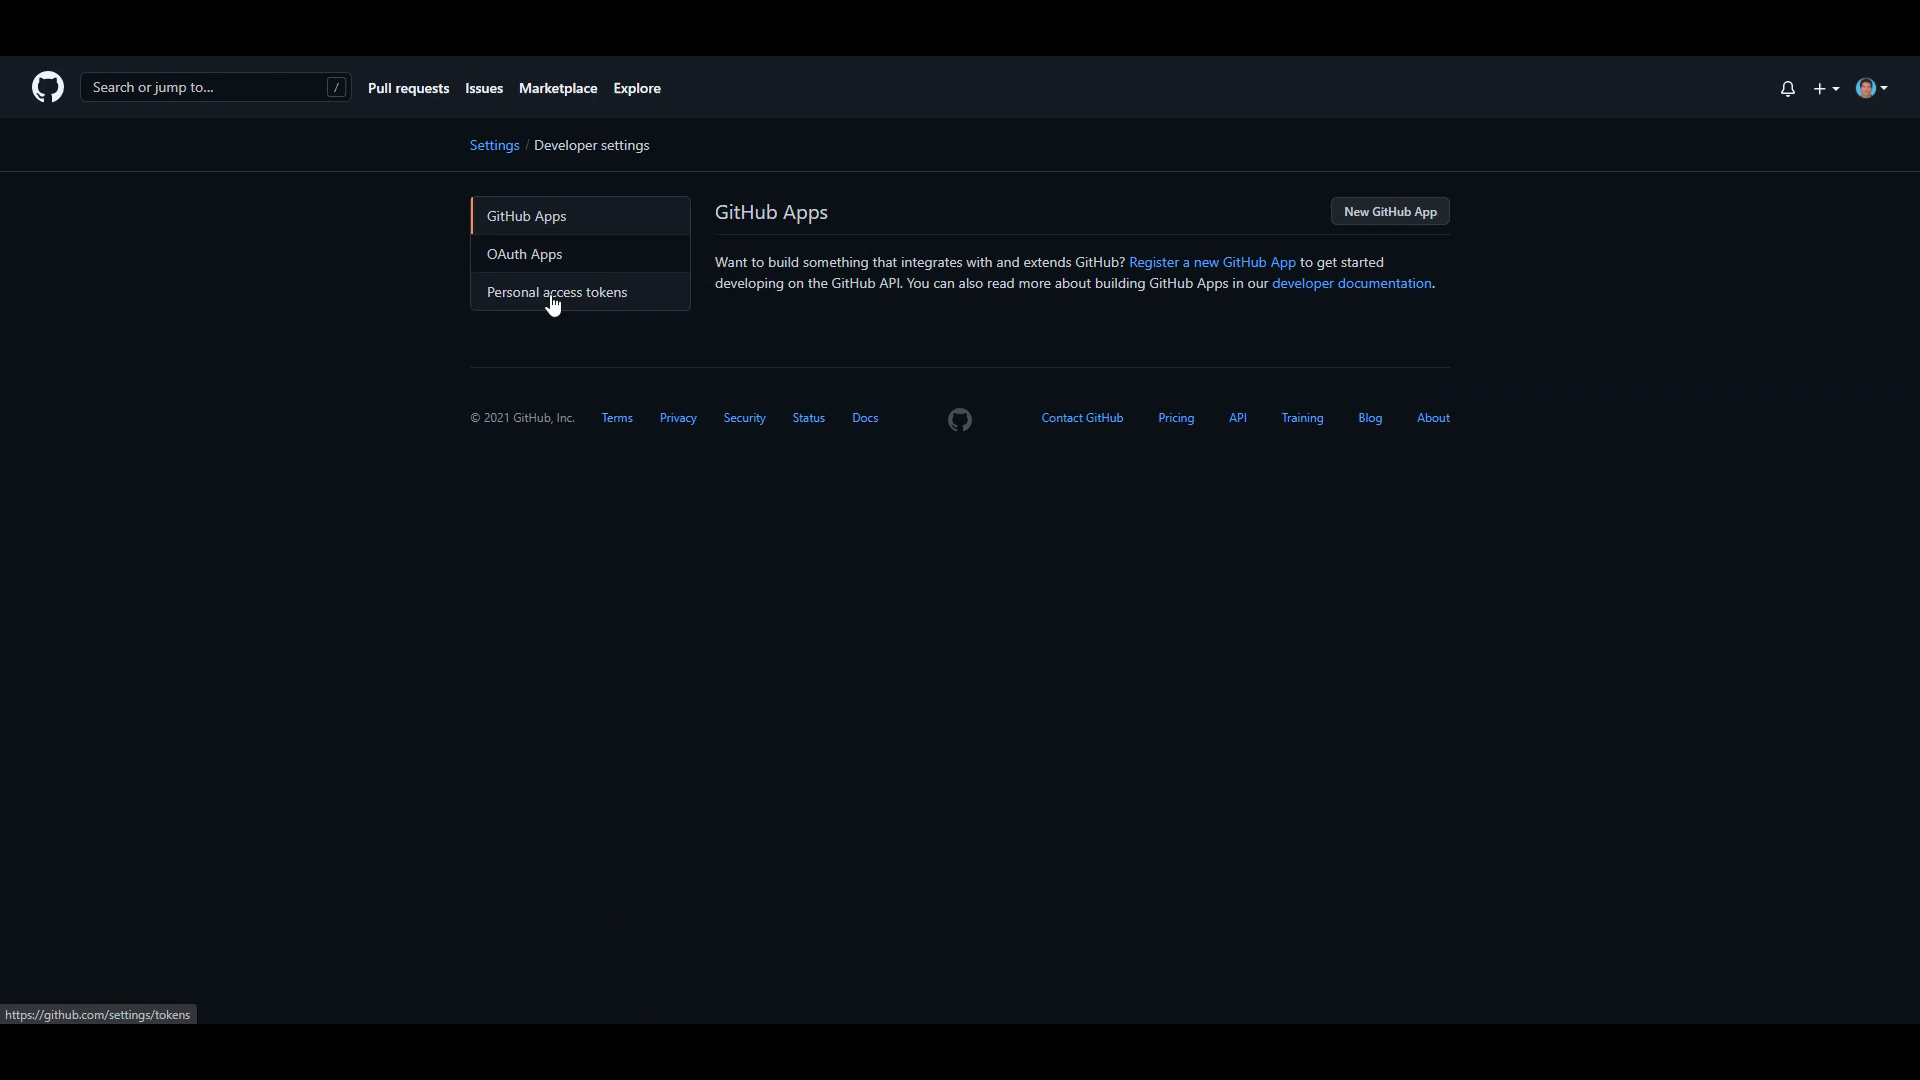 Search or jump to... /
Pull requests Issues Marketplace Explore
Settings / Developer settings
GitHub Apps
OAuth Apps
Personal access tokens
GitHub Apps
New GitHub App
Want to build something that integrates with and extends GitHub? Register a new GitHub App to get started
developing on the GitHub API. You can also read more about building GitHub Apps in our developer documentation.
© 2021 GitHub, Inc. Terms Privacy Security Status Docs Contact GitHub Pricing API Training Blog About
https://github.com/settings/tokens